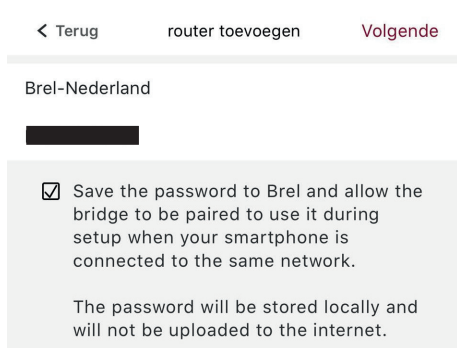 Terug router toevoegen Volgende
Brel-Nederland
Save the password to Brel and allow the
bridge to be paired to use it during
setup when your smartphone is
connected to the same network.
The password will be stored locally and
will not be uploaded to the internet.